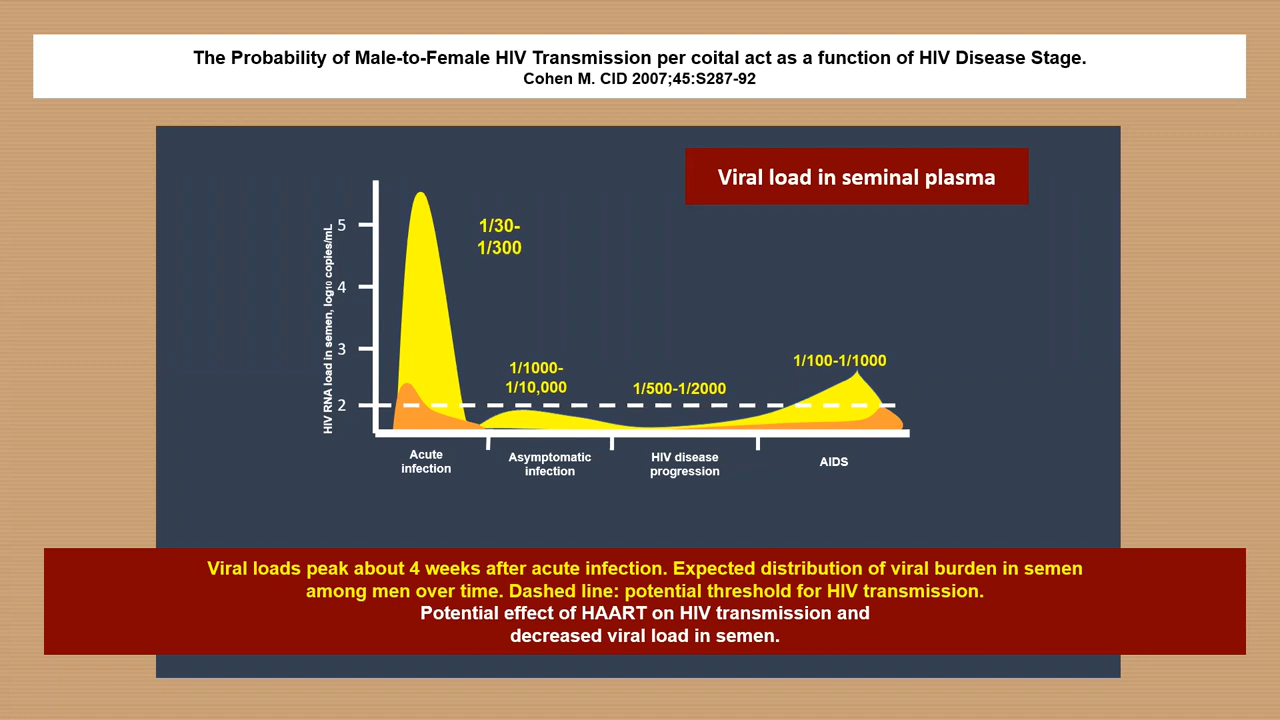 The Probability of Male-to-Female HIV Transmission per coital act as a function of HIV Disease Stage.
Cohen M. CID 2007;45:S287-92
Viral load in seminal plasma
HIV RNA load in semen, log10 copies/mL
5
4
3
2
1/30-
1/300
1/1000-
1/10,000
1/500-1/2000
1/100-1/1000
Acute
infection
Asymptomatic
infection
HIV disease
progression
AIDS
Viral loads peak about 4 weeks after acute infection. Expected distribution of viral burden in semen
among men over time. Dashed line: potential threshold for HIV transmission.
Potential effect of HAART on HIV transmission and
decreased viral load in semen.